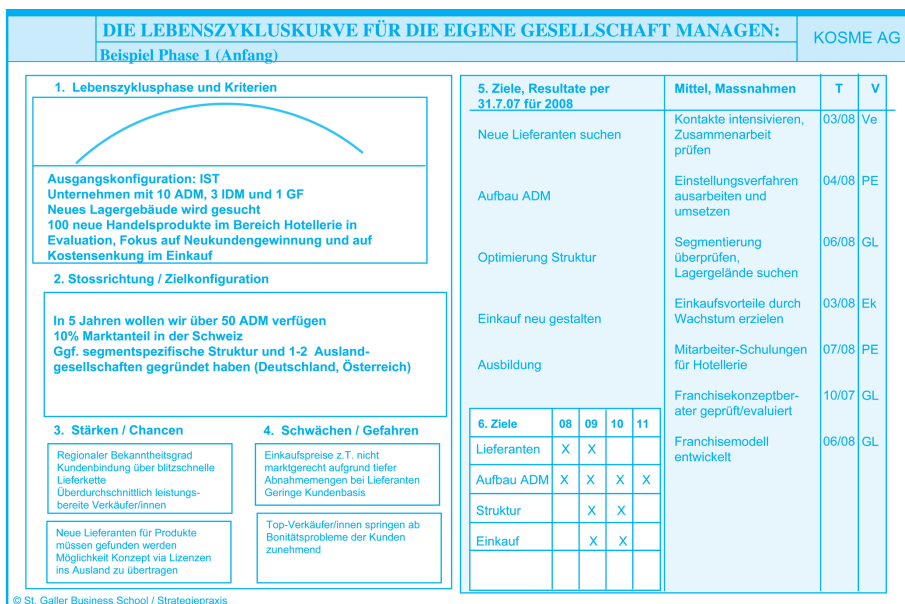 DIE LEBENSZYKLUSKURVE FÜR DIE EIGENE GESELLSCHAFT MANAGEN:
Beispiel Phase 1 (Anfang)
KOSME AG
1. Lebenszyklusphase und Kriterien
Ausgangskonfiguration: IST
Unternehmen mit 10 ADM, 3 IDM und 1 GF
Neues Lagergebäude wird gesucht
100 neue Handelsprodukte im Bereich Hotellerie in
Evaluation, Fokus auf Neukundengewinnung und auf
Kostensenkung im Einkauf
2. Stossrichtung / Zielkonfiguration
In 5 Jahren wollen wir über 50 ADM verfügen
10% Marktanteil in der Schweiz
Ggf. segmentspezifische Struktur und 1-2 Ausland-
gesellschaften gegründet haben (Deutschland, Österreich)
3. Stärken / Chancen
Regionaler Bekanntheitsgrad
Kundenbindung über blitzschnelle
Lieferkette
Überdurchschnittlich leistungs-
bereite Verkäufer/innen
Neue Lieferanten für Produkte
müssen gefunden werden
Möglichkeit Konzept via Lizenzen
ins Ausland zu übertragen
4. Schwächen / Gefahren
Einkaufspreise z.T. nicht
marktgerecht aufgrund tiefer
Abnahmemengen bei Lieferanten
Geringe Kundenbasis
Top-Verkäufer/innen springen ab
Bonitätsprobleme der Kunden
zunehmend
5. Ziele, Resultate per
31.7.07 für 2008
Mittel, Massnahmen
T
V
Neue Lieferanten suchen
Kontakte intensivieren,
Zusammenarbeit
prüfen
03/08
Ve
Aufbau ADM
Einstellungsverfahren
ausarbeiten und
umsetzen
04/08
PE
Optimierung Struktur
Segmentierung
überprüfen,
Lagergelände suchen
06/08
GL
Einkauf neu gestalten
Einkaufsvorteile durch
Wachstum erzielen
03/08
Ek
Ausbildung
Mitarbeiter-Schulungen
für Hotellerie
07/08
PE
Franchisekonzeptber-
ater geprüft/evaluiert
10/07
GL
Franchisemodell
entwickelt
06/08
GL
6. Ziele 08 09 10 11
Lieferanten X X
Aufbau ADM X X X X
Struktur X X
Einkauf X X
© St. Galler Business School / Strategiepraxis